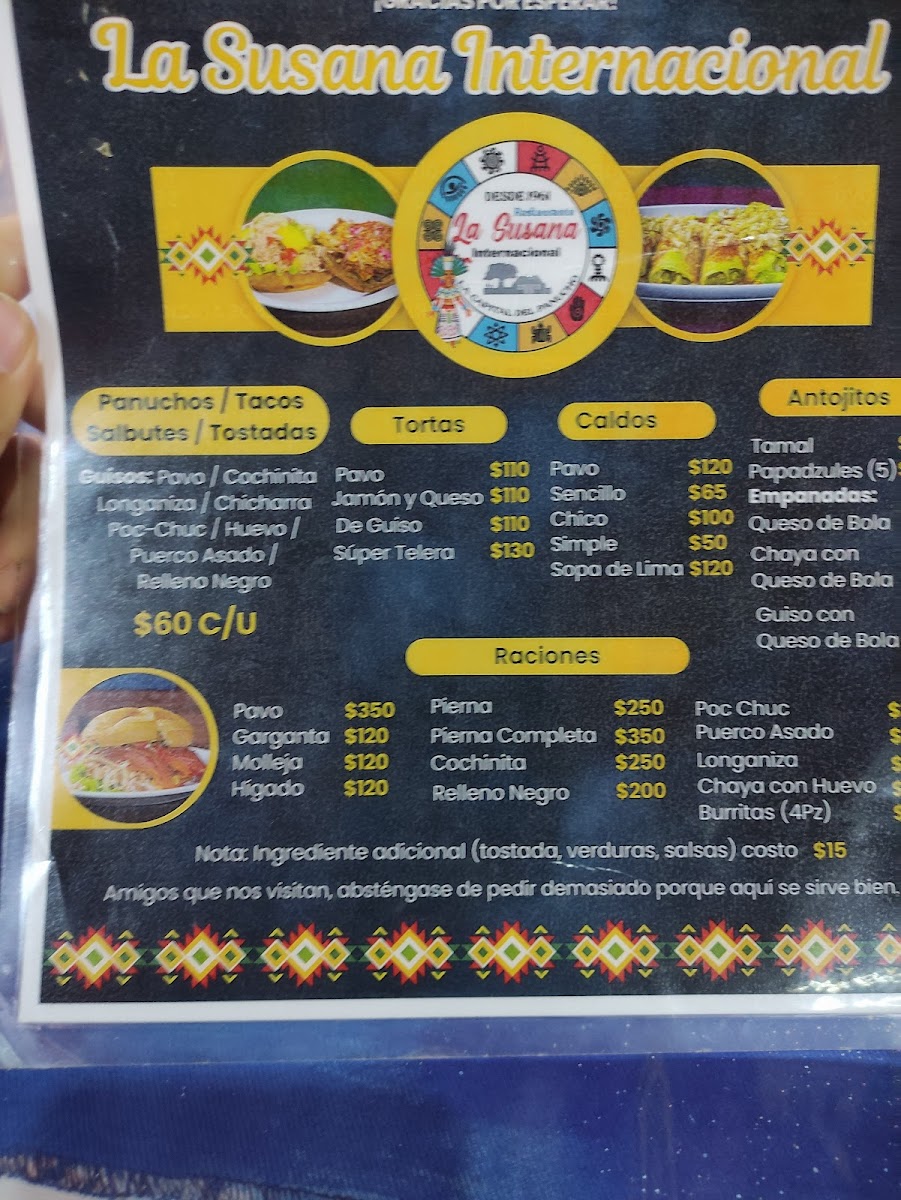 ¡GRACIAS POR ESPERAR!
La Susana Internacional
DESDE 1961
Restaurante
La Susana
Internacional
LA CAPITAL DEL PANUCHO
Panuchos / Tacos
Salbutes / Tostadas
Guisos: Pavo / Cochinita
Longaniza / Chicharra
Poc-Chuc / Huevo /
Puerco Asado /
Relleno Negro
$60 C/U
Tortas
Pavo $110
Jamón y Queso $110
De Guiso $110
Súper Telera $130
Caldos
Pavo $120
Sencillo $65
Chico $100
Simple $50
Sopa de Lima $120
Antojitos
Tamal
Papadzules (5)
Empanadas:
Queso de Bola
Chaya con
Queso de Bola
Guiso con
Queso de Bola
Raciones
Pavo $350
Garganta $120
Molleja $120
Hígado $120
Pierna $250
Pierna Completa $350
Cochinita $250
Relleno Negro $200
Poc Chuc $
Puerco Asado $
Longaniza $
Chaya con Huevo $
Burritas (4Pz) $
Nota: Ingrediente adicional (tostada, verduras, salsas) costo $15
Amigos que nos visitan, absténgase de pedir demasiado porque aquí se sirve bien.